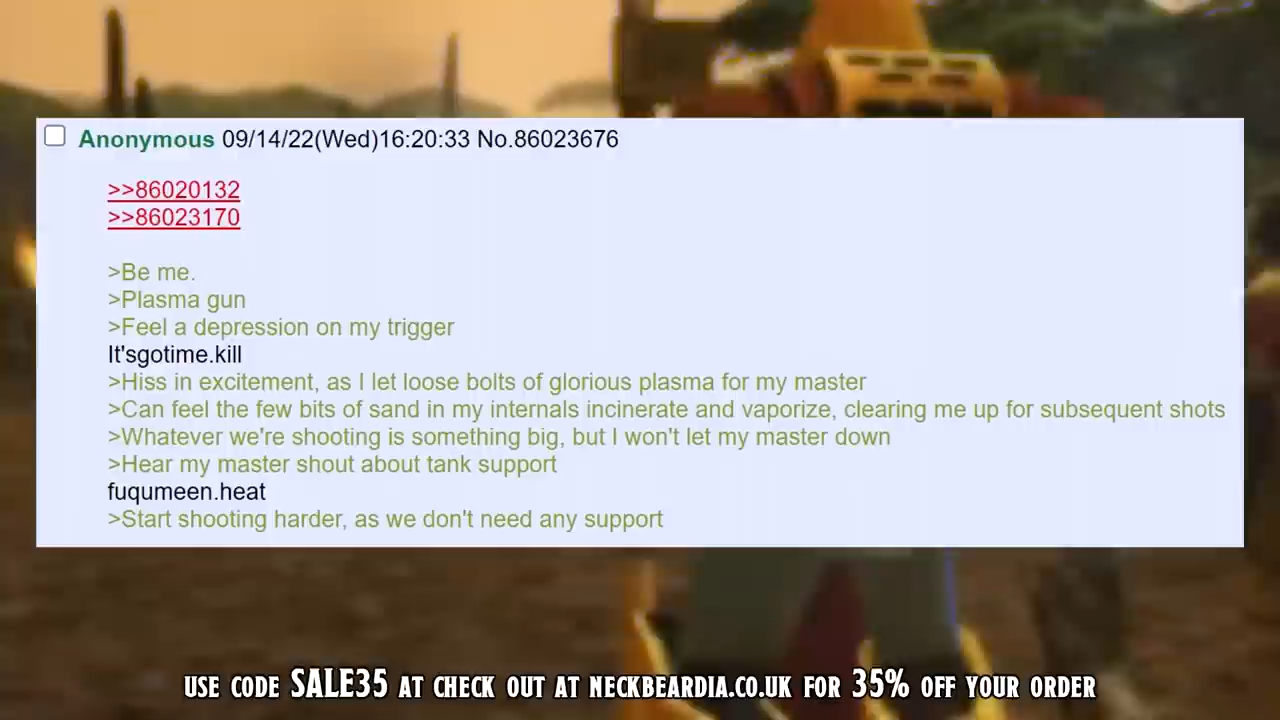 Anonymous 09/14/22(Wed)16:20:33 No.86023676
>>86020132
>>86023170
>Be me.
>Plasma gun
>Feel a depression on my trigger
It'sgotime.kill
>Hiss in excitement, as I let loose bolts of glorious plasma for my master
>Can feel the few bits of sand in my internals incinerate and vaporize, clearing me up for subsequent shots
>Whatever we're shooting is something big, but I won't let my master down
>Hear my master shout about tank support
fuqumeen.heat
>Start shooting harder, as we don't need any support
USE CODE SALE35 AT CHECK OUT AT NECKBEARDIA.CO.UK FOR 35% OFF YOUR ORDER